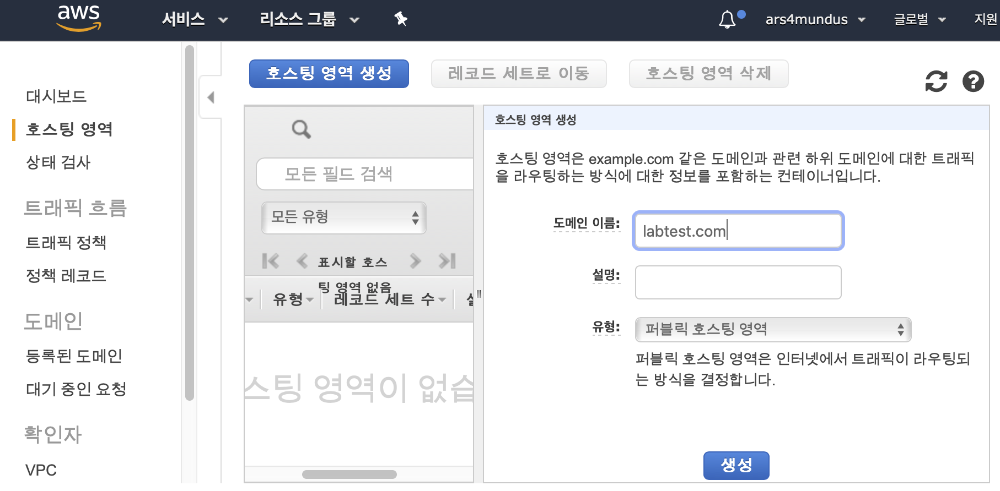 aws
서비스
리소스 그룹
ars4mundus
글로벌
지원
대시보드
호스팅 영역
상태 검사
트래픽 흐름
트래픽 정책
정책 레코드
도메인
등록된 도메인
대기 중인 요청
확인자
VPC
호스팅 영역 생성
레코드 세트로 이동
호스팅 영역 삭제
모든 필드 검색
모든 유형
표시할 호스
팅 영역 없음
유형
레코드 세트 수
스팅 영역이 없습
호스팅 영역 생성
호스팅 영역은 example.com 같은 도메인과 관련 하위 도메인에 대한 트래픽
을 라우팅하는 방식에 대한 정보를 포함하는 컨테이너입니다.
도메인 이름:
labtest.com
설명:
유형:
퍼블릭 호스팅 영역
퍼블릭 호스팅 영역은 인터넷에서 트래픽이 라우팅되
는 방식을 결정합니다.
생성